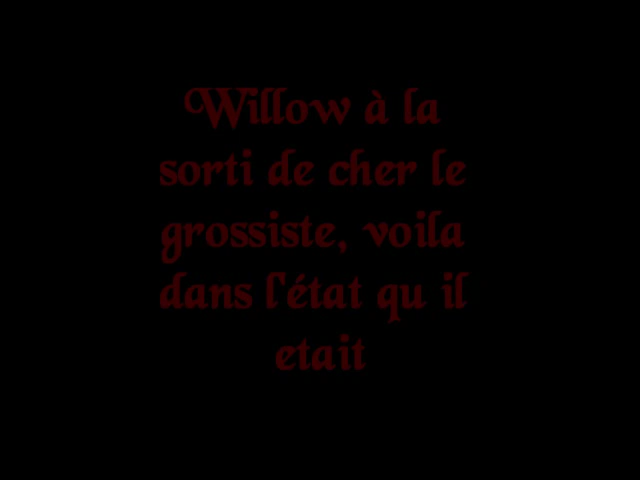 Willow à la
sorti de cher le
grossiste, voila
dans l'état qu il
etait